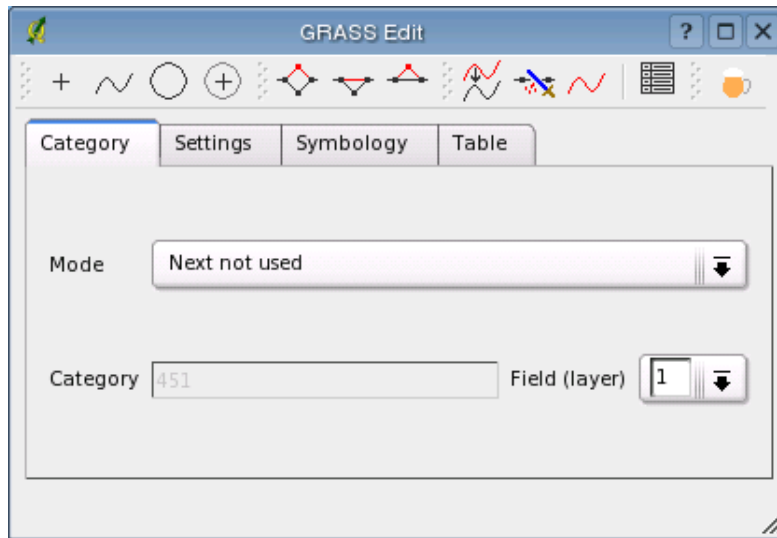 GRASS Edit
Category Settings Symbology Table
Mode Next not used
Category 451 Field (layer) 1